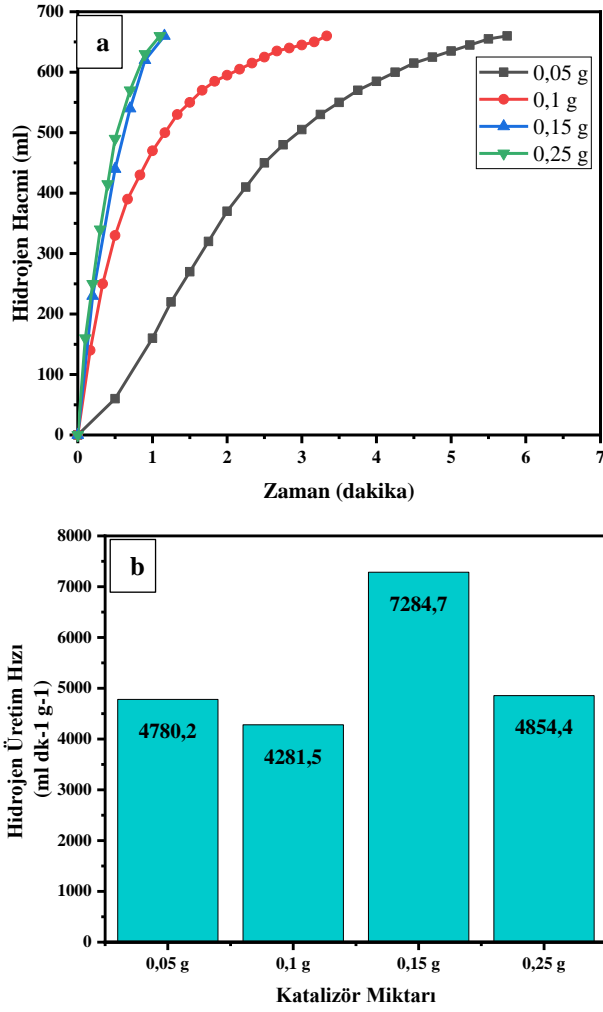 a
700
600
500
400
300
200
100
0
0 1 2 3 4 5 6 7
Hidrojen Hacmi (ml)
Zaman (dakika)
0,05 g
0,1 g
0,15 g
0,25 g
b
8000
7000
6000
5000
4000
3000
2000
1000
0
Hidrojen Üretim Hızı
(ml dk-1 g-1)
4780,2
4281,5
7284,7
4854,4
0,05 g 0,1 g 0,15 g 0,25 g
Katalizör Miktarı